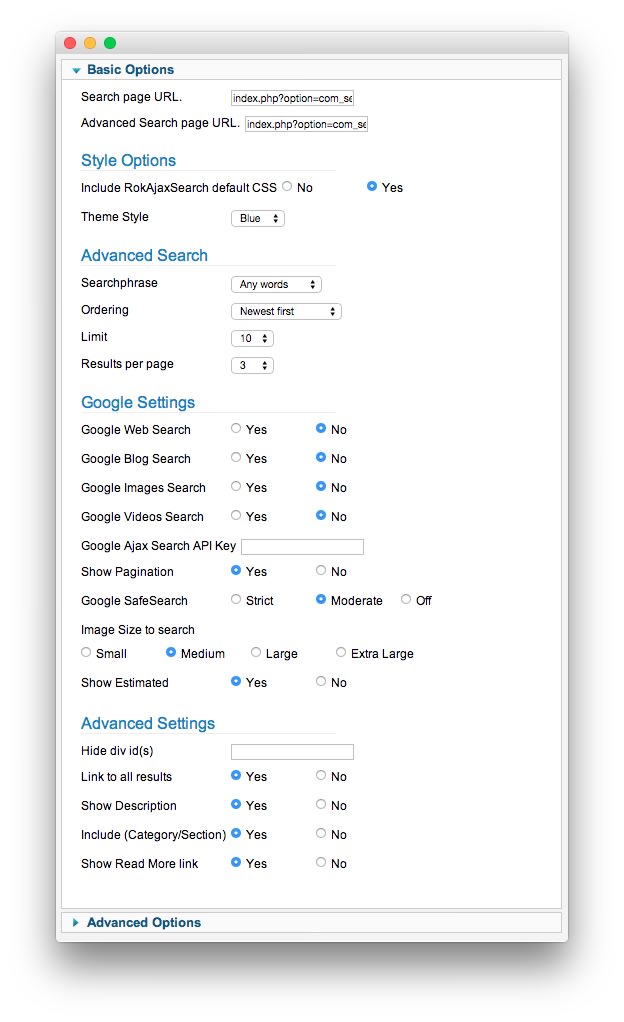 Basic Options
Search page URL. index.php?option=com_se
Advanced Search page URL. index.php?option=com_se
Style Options
Include RokAjaxSearch default CSS No Yes
Theme Style Blue
Advanced Search
Searchphrase Any words
Ordering Newest first
Limit 10
Results per page 3
Google Settings
Google Web Search Yes No
Google Blog Search Yes No
Google Images Search Yes No
Google Videos Search Yes No
Google Ajax Search API Key
Show Pagination Yes No
Google SafeSearch Strict Moderate Off
Image Size to search
Small Medium Large Extra Large
Show Estimated Yes No
Advanced Settings
Hide div id(s)
Link to all results Yes No
Show Description Yes No
Include (Category/Section) Yes No
Show Read More link Yes No
Advanced Options